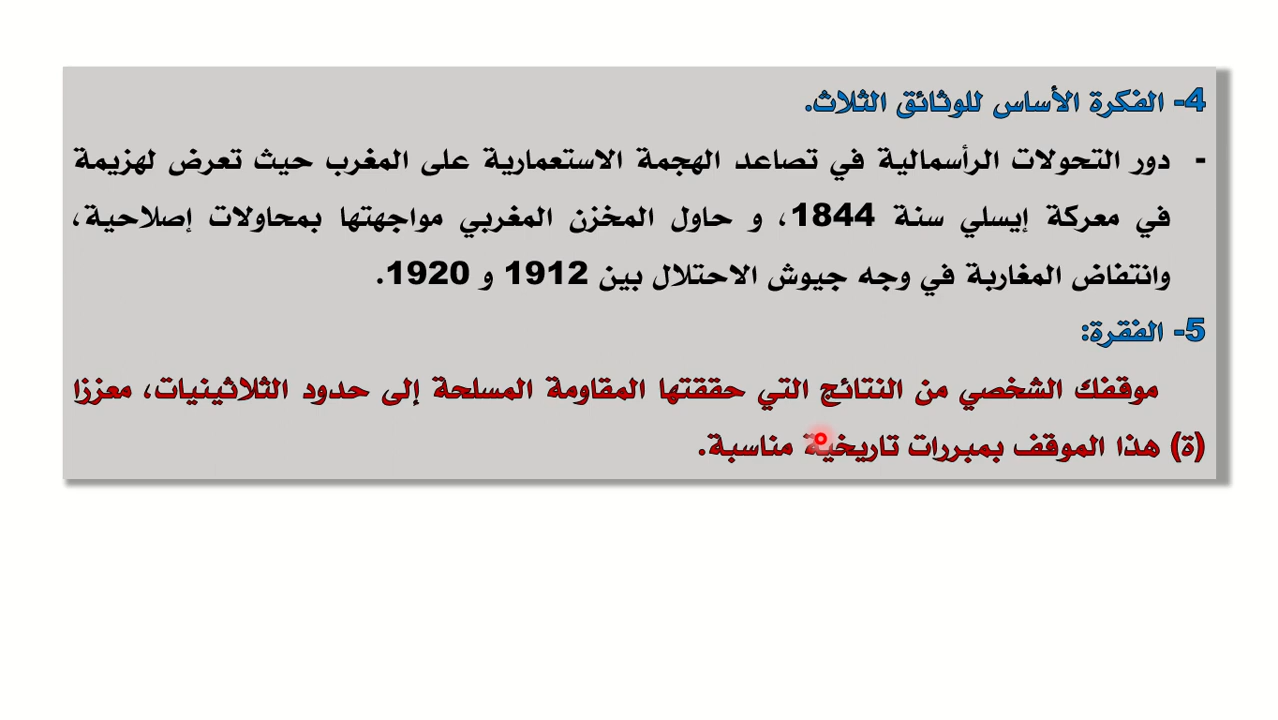 4- الفكرة الأساس للوثائق الثلاث.
- دور التحولات الرأسمالية في تصاعد الهجمة الاستعمارية على المغرب حيث تعرض لهزيمة
في معركة إيسلي سنة 1844، و حاول المخزن المغربي مواجهتها بمحاولات إصلاحية،
وانتفاض المغاربة في وجه جيوش الاحتلال بين 1912 و 1920.
5- الفقرة:
موقفك الشخصي من النتائج التي حققتها المقاومة المسلحة إلى حدود الثلاثينيات، معززا
(ة) هذا الموقف بمبررات تاريخية مناسبة.